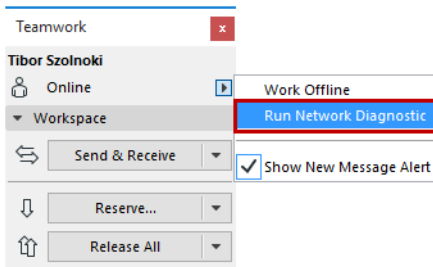 Teamwork
x
Tibor Szolnoki
Online
Work Offline
Workspace
Run Network Diagnostic
Send & Receive
Show New Message Alert
Reserve...
Release All